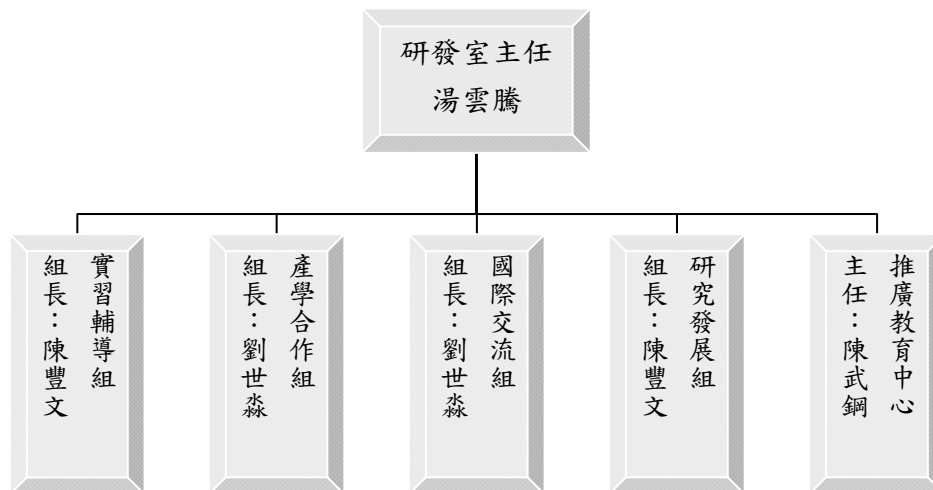 研發室主任
湯雲騰
實習輔導組
組長：陳豐文
產學合作組
組長：劉世淼
國際交流組
組長：劉世淼
研究發展組
組長：陳豐文
推廣教育中心
主任：陳武鋼